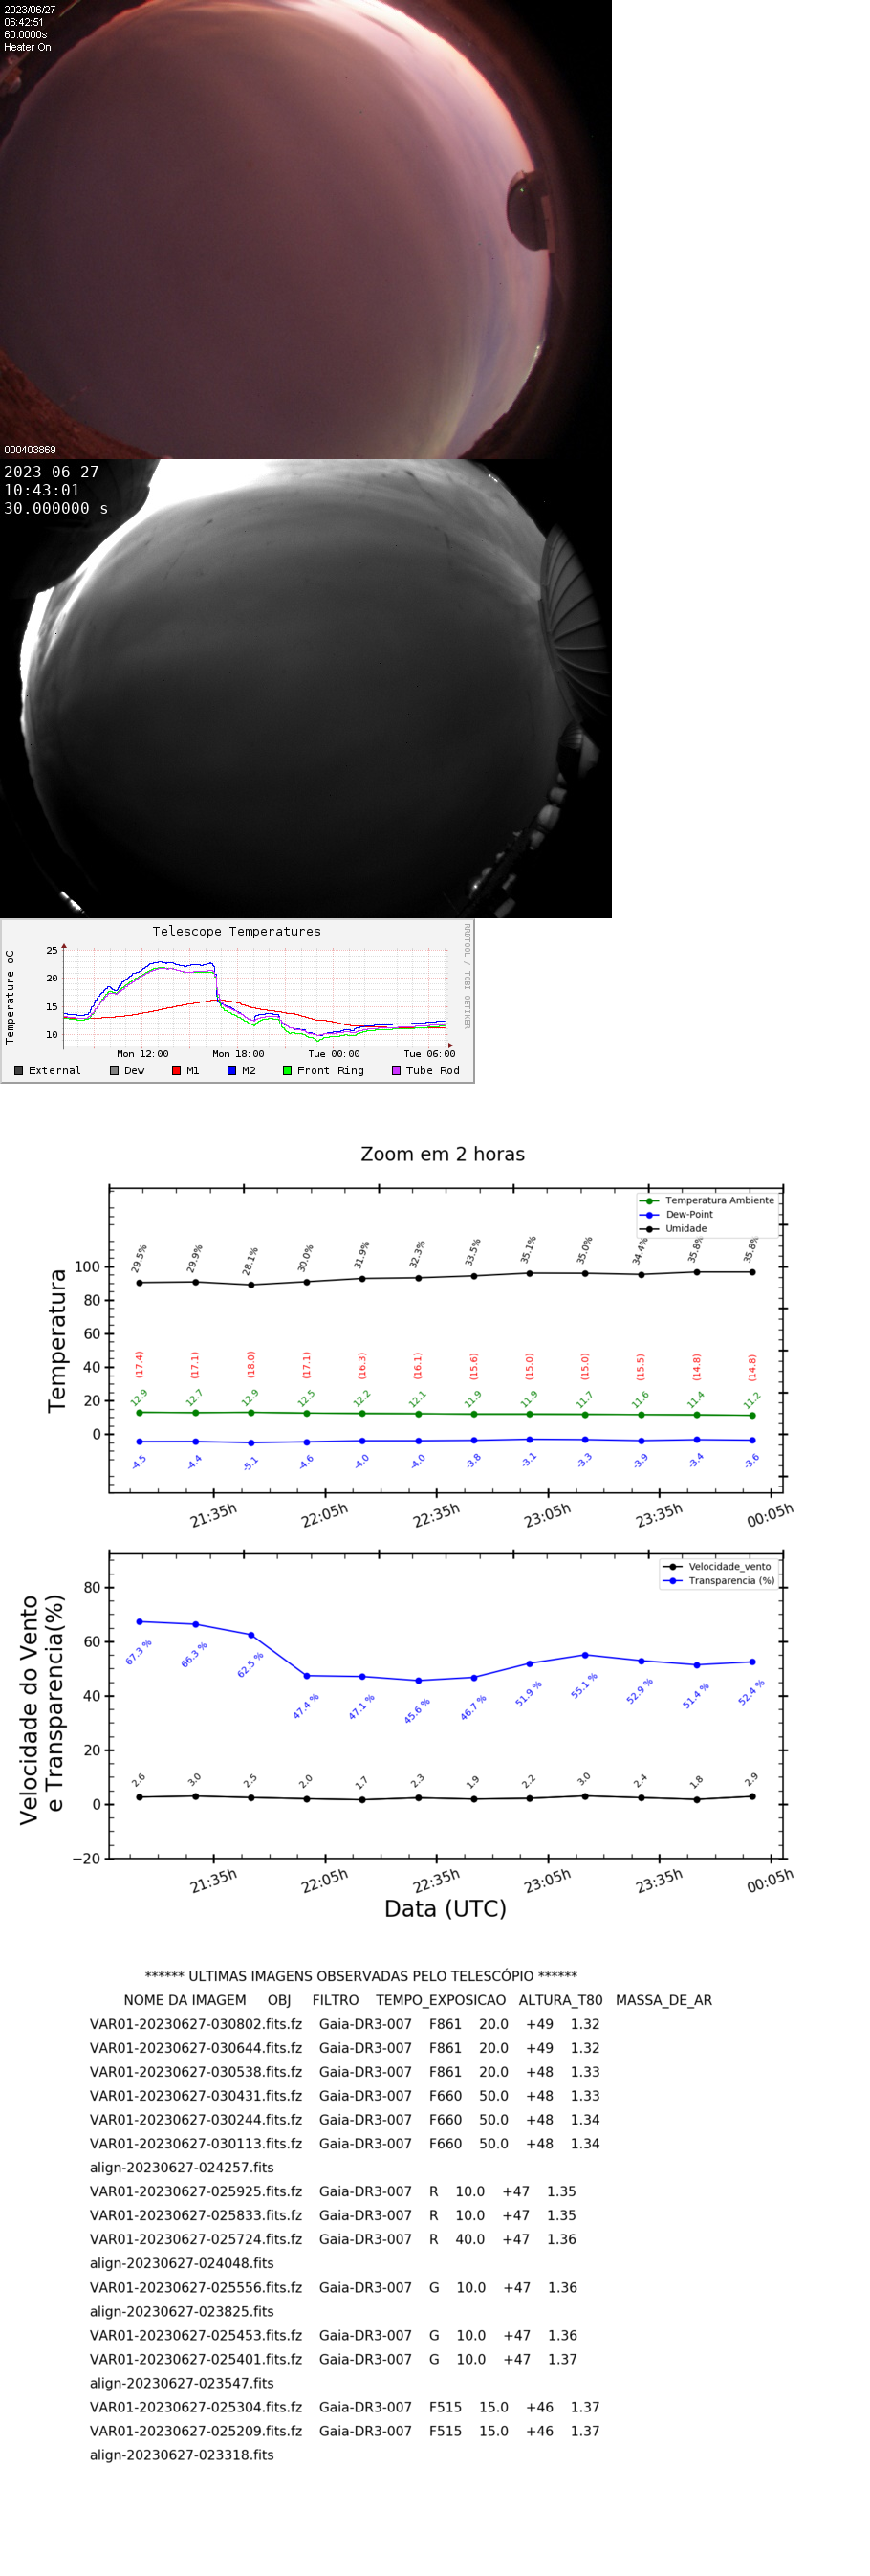 2023/06/27
06:42:51
60.0000s
Heater On
000403869
2023-06-27
10:43:01
30.000000 s
Telescope Temperatures
RRDTOOL / TOBI OETIKER
Temperature oC
25
20
15
10
Mon 12:00 Mon 18:00 Tue 00:00 Tue 06:00
External Dew M1 M2 Front Ring Tube Rod
Zoom em 2 horas
Temperatura Ambiente
Dew-Point
Umidade
Temperatura
100
80
60
40
20
0
29.5% 29.9% 28.1% 30.0% 31.9% 32.3% 33.5% 35.1% 35.0% 34.4% 35.8% 35.8%
(17.4) (17.1) (18.0) (17.1) (16.3) (16.1) (15.6) (15.0) (15.0) (15.5) (14.8) (14.8)
12.9 12.7 12.9 12.5 12.2 12.1 11.9 11.9 11.7 11.6 11.4 11.2
-4.5 -4.4 -5.1 -4.6 -4.0 -4.0 -3.8 -3.1 -3.3 -3.9 -3.4 -3.6
21:35h 22:05h 22:35h 23:05h 23:35h 00:05h
Velocidade_vento
Transparencia (%)
Velocidade do Vento
e Transparencia(%)
80
60
40
20
0
−20
67.3 % 66.3 % 62.5 % 47.4 % 47.1 % 45.6 % 46.7 % 51.9 % 55.1 % 52.9 % 51.4 % 52.4 %
2.6 3.0 2.5 2.0 1.7 2.3 1.9 2.2 3.0 2.4 1.8 2.9
21:35h 22:05h 22:35h 23:05h 23:35h 00:05h
Data (UTC)
****** ULTIMAS IMAGENS OBSERVADAS PELO TELESCÓPIO ******
NOME DA IMAGEM OBJ FILTRO TEMPO_EXPOSICAO ALTURA_T80 MASSA_DE_AR
VAR01-20230627-030802.fits.fz Gaia-DR3-007 F861 20.0 +49 1.32
VAR01-20230627-030644.fits.fz Gaia-DR3-007 F861 20.0 +49 1.32
VAR01-20230627-030538.fits.fz Gaia-DR3-007 F861 20.0 +48 1.33
VAR01-20230627-030431.fits.fz Gaia-DR3-007 F660 50.0 +48 1.33
VAR01-20230627-030244.fits.fz Gaia-DR3-007 F660 50.0 +48 1.34
VAR01-20230627-030113.fits.fz Gaia-DR3-007 F660 50.0 +48 1.34
align-20230627-024257.fits
VAR01-20230627-025925.fits.fz Gaia-DR3-007 R 10.0 +47 1.35
VAR01-20230627-025833.fits.fz Gaia-DR3-007 R 10.0 +47 1.35
VAR01-20230627-025724.fits.fz Gaia-DR3-007 R 40.0 +47 1.36
align-20230627-024048.fits
VAR01-20230627-025556.fits.fz Gaia-DR3-007 G 10.0 +47 1.36
align-20230627-023825.fits
VAR01-20230627-025453.fits.fz Gaia-DR3-007 G 10.0 +47 1.36
VAR01-20230627-025401.fits.fz Gaia-DR3-007 G 10.0 +47 1.37
align-20230627-023547.fits
VAR01-20230627-025304.fits.fz Gaia-DR3-007 F515 15.0 +46 1.37
VAR01-20230627-025209.fits.fz Gaia-DR3-007 F515 15.0 +46 1.37
align-20230627-023318.fits